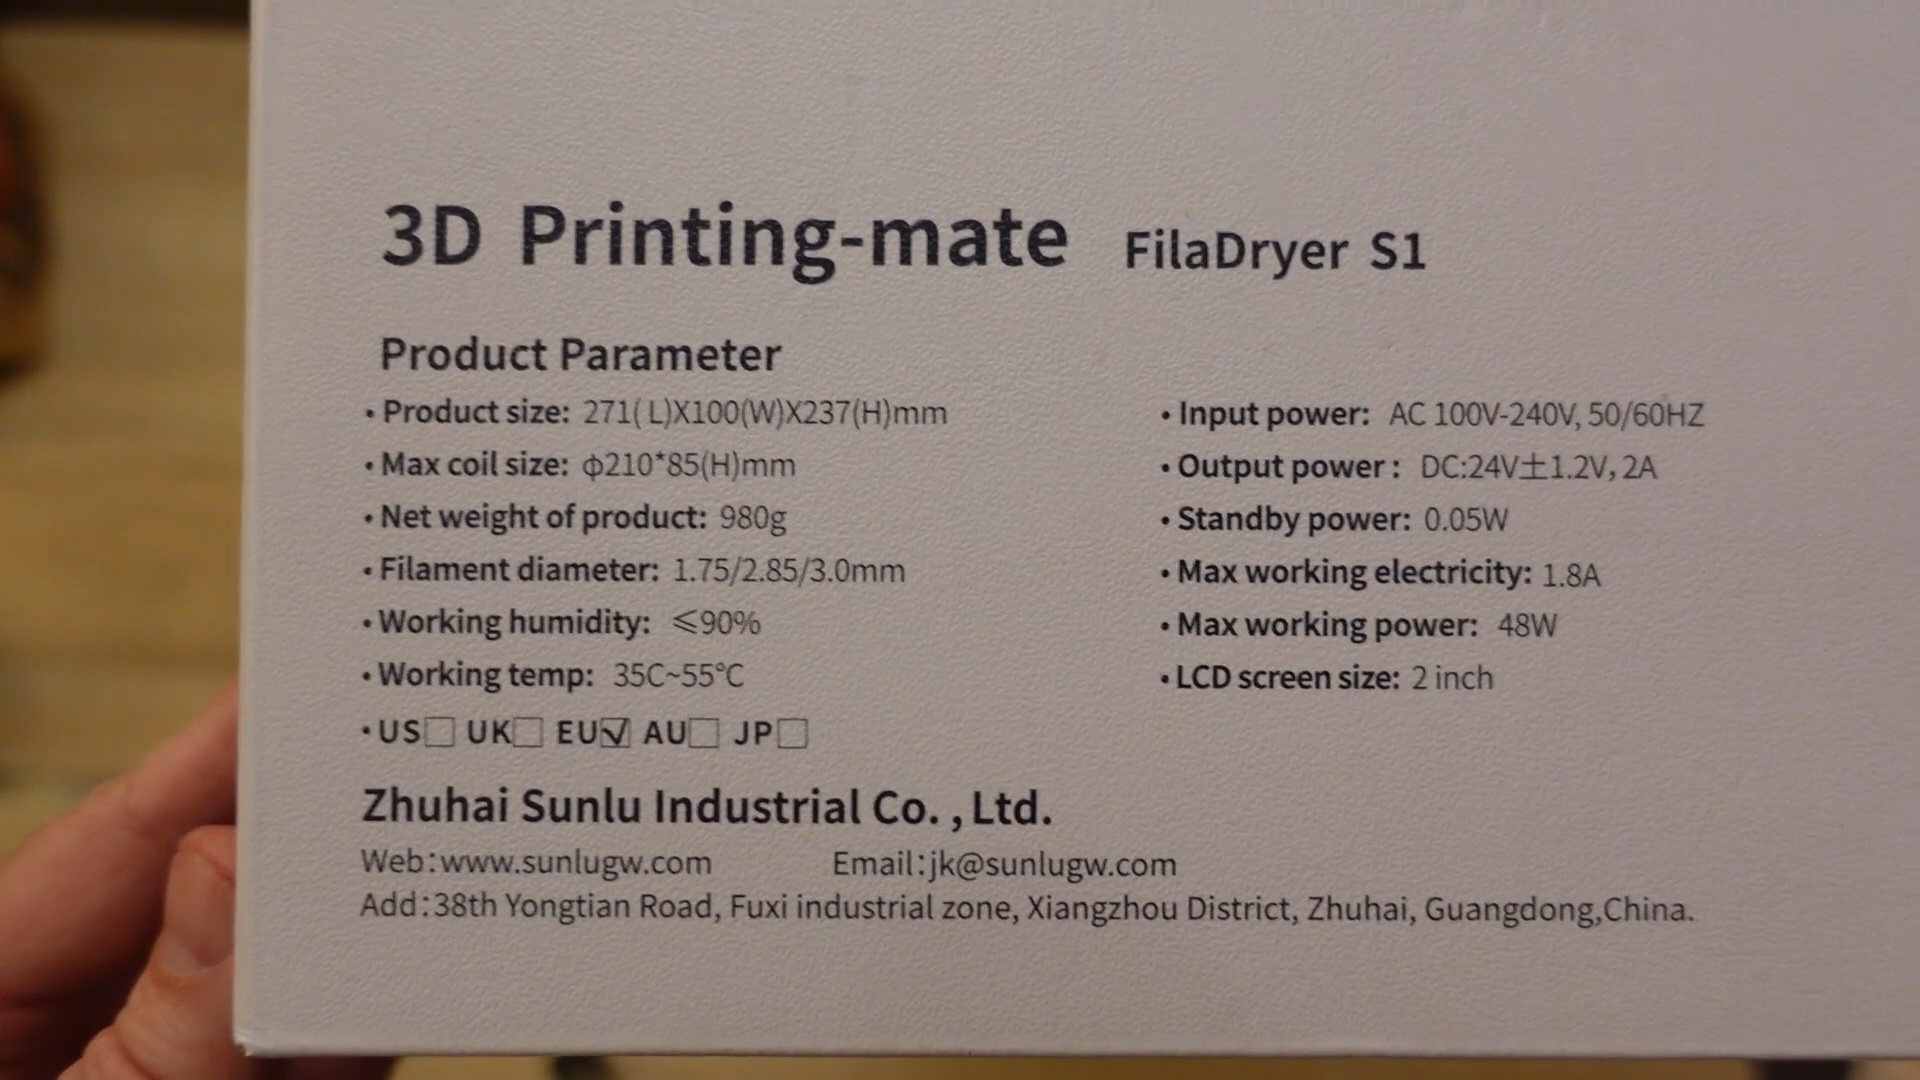 3D Printing-mate FilaDryer S1
Product Parameter
• Product size: 271( L)X100(W)X237(H)mm
• Max coil size: ф210*85(H)mm
• Net weight of product: 980g
• Filament diameter: 1.75/2.85/3.0mm
• Working humidity: ⩽90%
• Working temp: 35C~55°C
• US☐ UK☐ EU☑ AU☐ JP☐
• Input power: AC 100V-240V, 50/60HZ
• Output power : DC:24V±1.2V, 2A
• Standby power: 0.05W
• Max working electricity: 1.8A
• Max working power: 48W
• LCD screen size: 2 inch
Zhuhai Sunlu Industrial Co. , Ltd.
Web:www.sunlugw.com Email:jk@sunlugw.com
Add:38th Yongtian Road, Fuxi industrial zone, Xiangzhou District, Zhuhai, Guangdong,China.